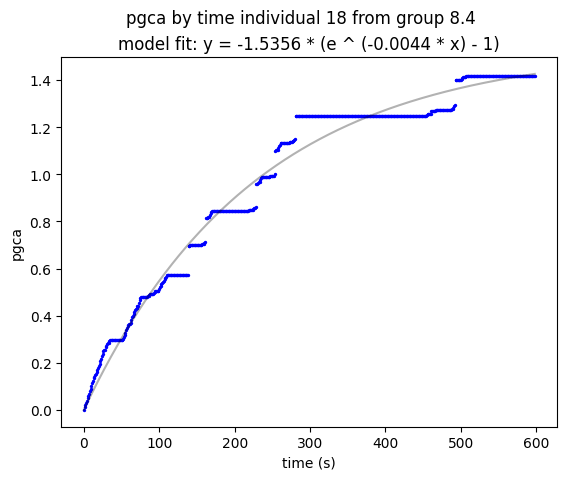 pgca by time individual 18 from group 8.4
model fit: y = -1.5356 * (e ^ (-0.0044 * x) - 1)
1.4
1.2
1.0
0.8
0.6
0.4
0.2
0.0
pgca
0 100 200 300 400 500 600
time (s)